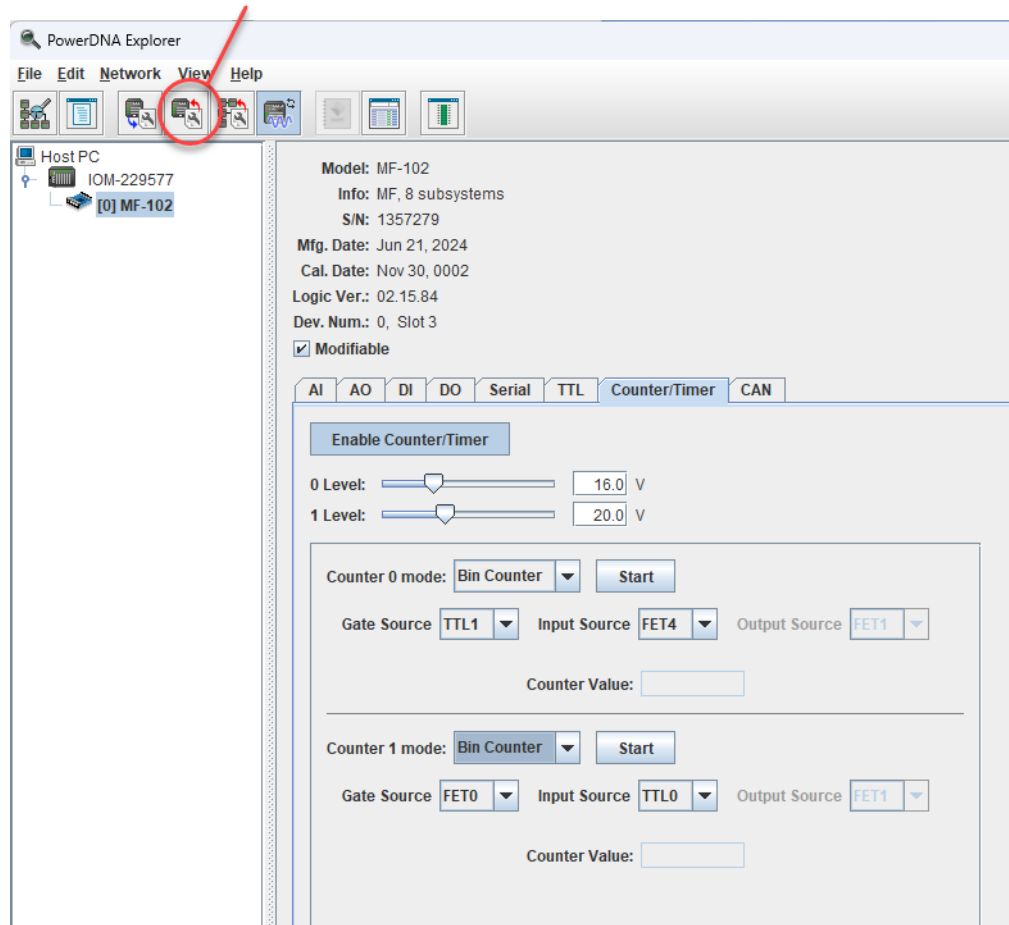 PowerDNA Explorer
File Edit Network View Help
Host PC
IOM-229577
[0] MF-102
Model: MF-102
Info: MF, 8 subsystems
S/N: 1357279
Mfg. Date: Jun 21, 2024
Cal. Date: Nov 30, 0002
Logic Ver.: 02.15.84
Dev. Num.: 0, Slot 3
Modifiable
AI AO DI DO Serial TTL Counter/Timer CAN
Enable Counter/Timer
0 Level: 16.0 V
1 Level: 20.0 V
Counter 0 mode: Bin Counter Start
Gate Source TTL1 Input Source FET4 Output Source FET1
Counter Value:
Counter 1 mode: Bin Counter Start
Gate Source FET0 Input Source TTL0 Output Source FET1
Counter Value: